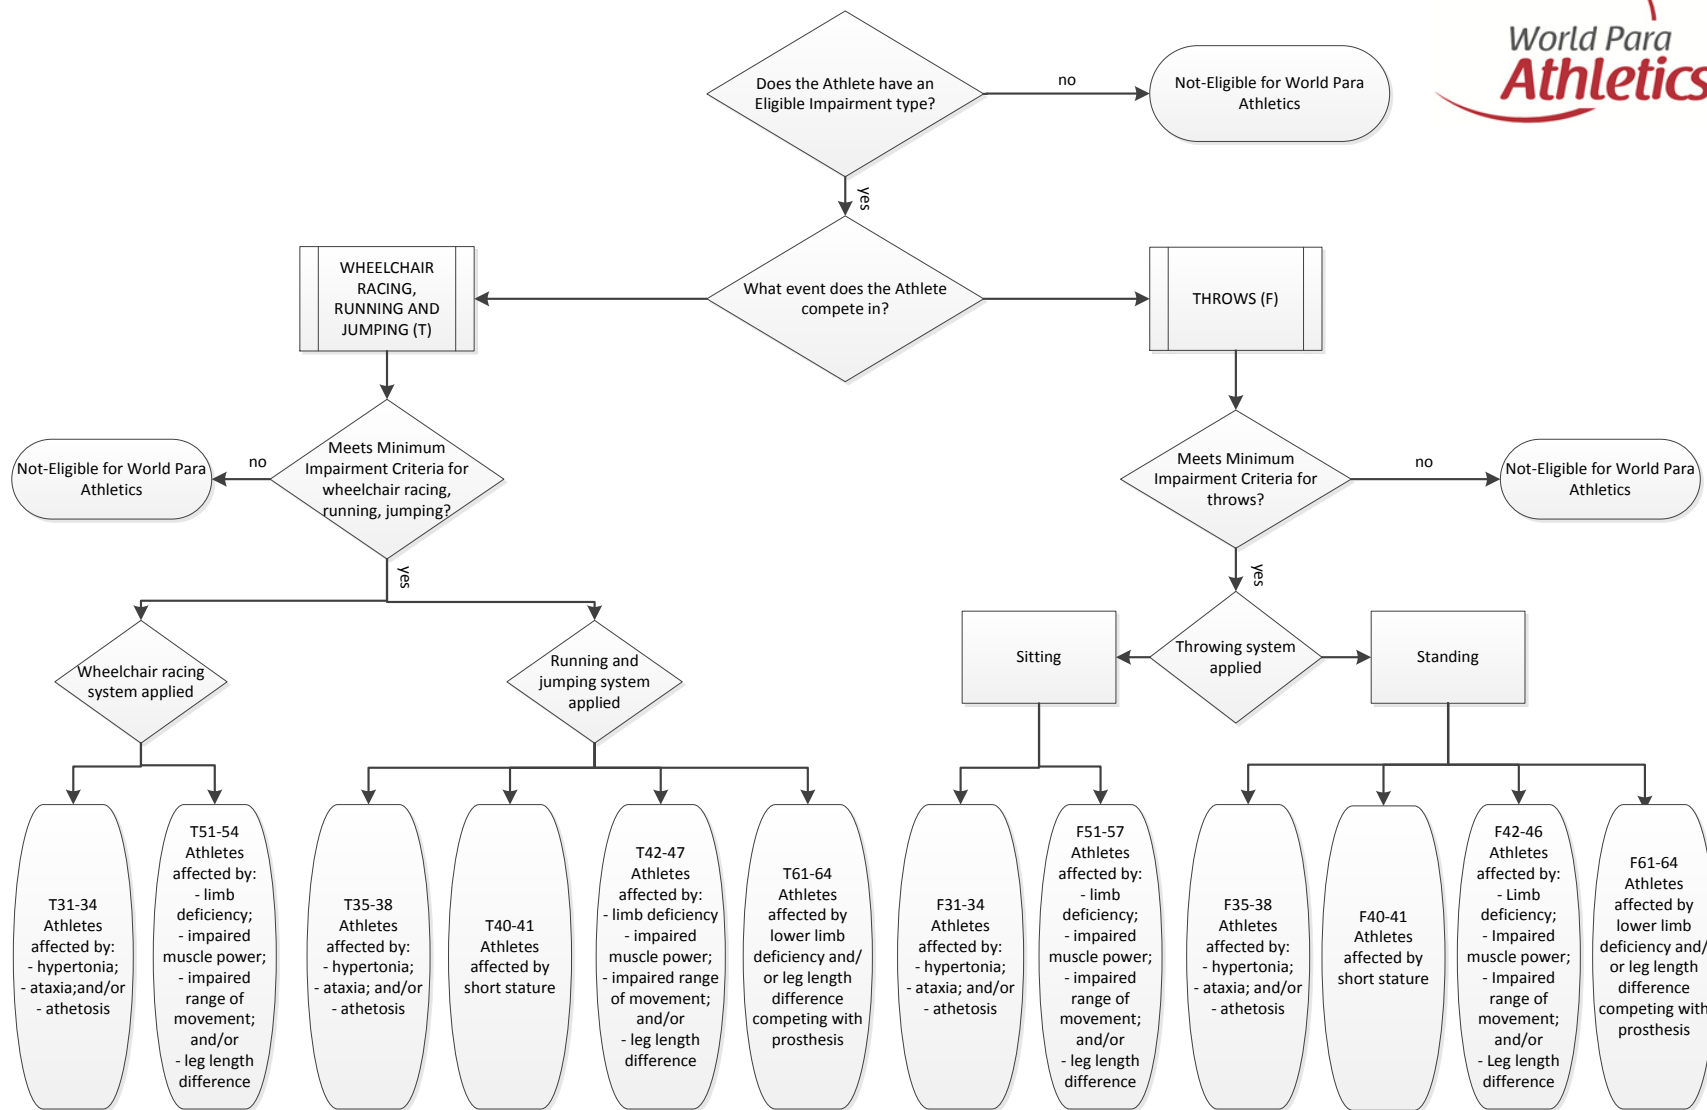 World Para
Athletics
Does the Athlete have an
Eligible Impairment type?
no
Not-Eligible for World Para
Athletics
yes
WHEELCHAIR
RACING,
RUNNING AND
JUMPING (T)
What event does the Athlete
compete in?
THROWS (F)
Not-Eligible for World Para
Athletics
no
Meets Minimum
Impairment Criteria for
wheelchair racing,
running, jumping?
yes
Meets Minimum
Impairment Criteria for
throws?
no
Not-Eligible for World Para
Athletics
yes
Wheelchair racing
system applied
Running and
jumping system
applied
Sitting
Throwing system
applied
Standing
T31-34
Athletes
affected by:
- hypertonia;
- ataxia;and/or
- athetosis
T51-54
Athletes
affected by:
- limb
deficiency;
- impaired
muscle power;
- impaired
range of
movement;
and/or
- leg length
difference
T35-38
Athletes
affected by:
- hypertonia;
- ataxia; and/or
- athetosis
T40-41
Athletes
affected by
short stature
T42-47
Athletes
affected by:
- limb deficiency
- impaired
muscle power;
- impaired range
of movement;
and/or
- leg length
difference
T61-64
Athletes
affected by
lower limb
deficiency and/
or leg length
difference
competing with
prosthesis
F31-34
Athletes
affected by:
- hypertonia;
- ataxia; and/or
- athetosis
F51-57
Athletes
affected by:
- limb
deficiency;
- impaired
muscle power;
- impaired
range of
movement;
and/or
- leg length
difference
F35-38
Athletes
affected by:
- hypertonia;
- ataxia; and/or
- athetosis
F40-41
Athletes
affected by
short stature
F42-46
Athletes
affected by:
- Limb
deficiency;
- Impaired
muscle power;
- Impaired
range of
movement;
and/or
- Leg length
difference
F61-64
Athletes
affected by
lower limb
deficiency and/
or leg length
difference
competing with
prosthesis